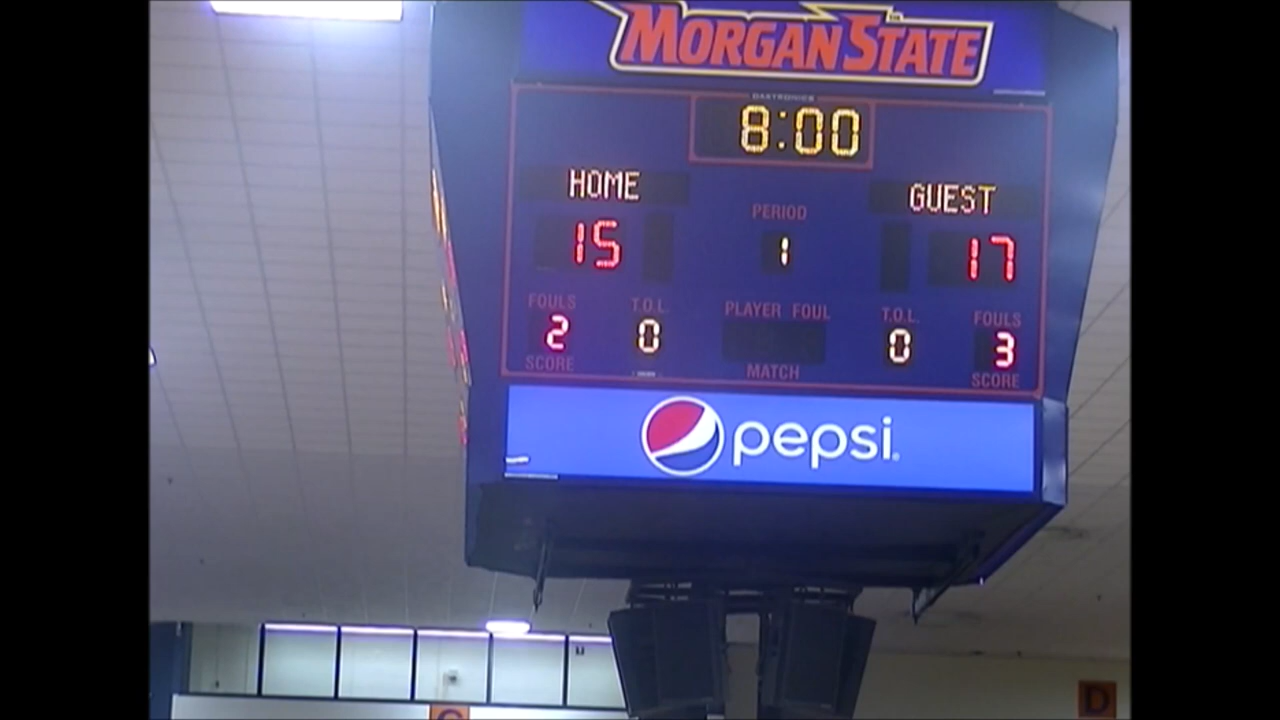 MORGAN STATE
DAKTRONICS
8:00
HOME
GUEST
PERIOD
15
1
17
FOULS
T.O.L.
PLAYER FOUL
T.O.L.
FOULS
2
0
0
3
SCORE
MATCH
SCORE
pepsi
D